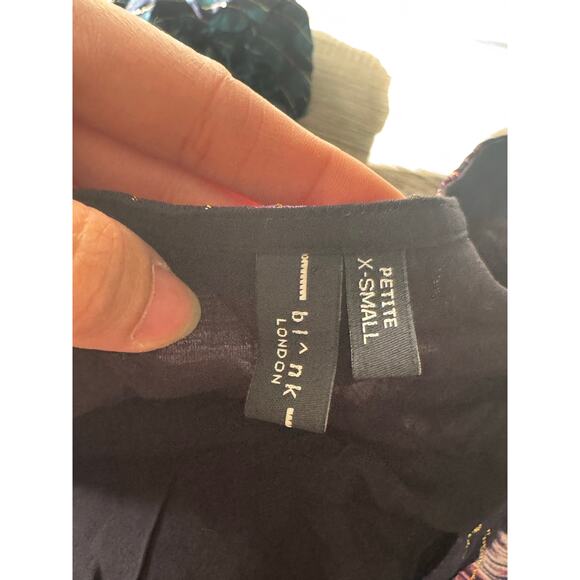 bl^nk
LONDON
PETITE
X-SMALL